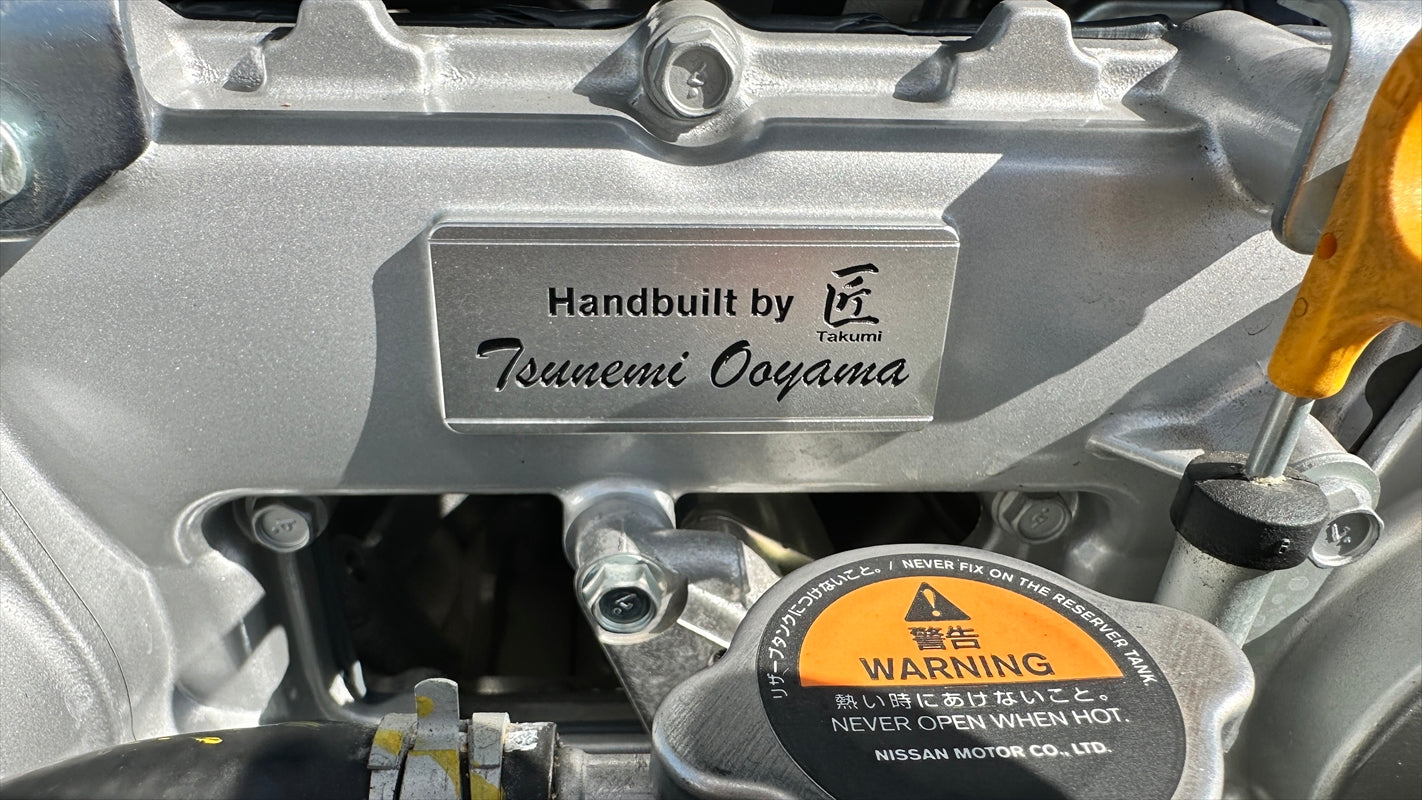 Handbuilt by 匠
Takumi
Tsunemi Ooyama
リザーブタンクにつけないこと。/ NEVER FIX ON THE RESERVER TANK.
警告
WARNING
熱い時にあけないこと。
NEVER OPEN WHEN HOT.
NISSAN MOTOR CO., LTD.